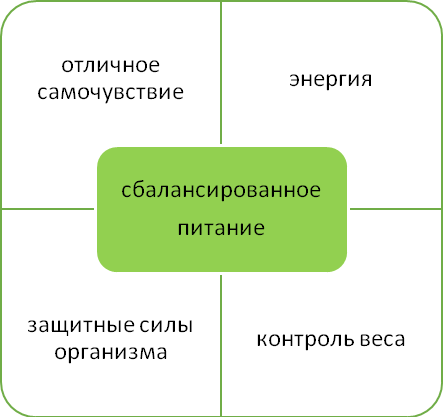 отличное
самочувствие
энергия
сбалансированное
питание
защитные силы
организма
контроль веса